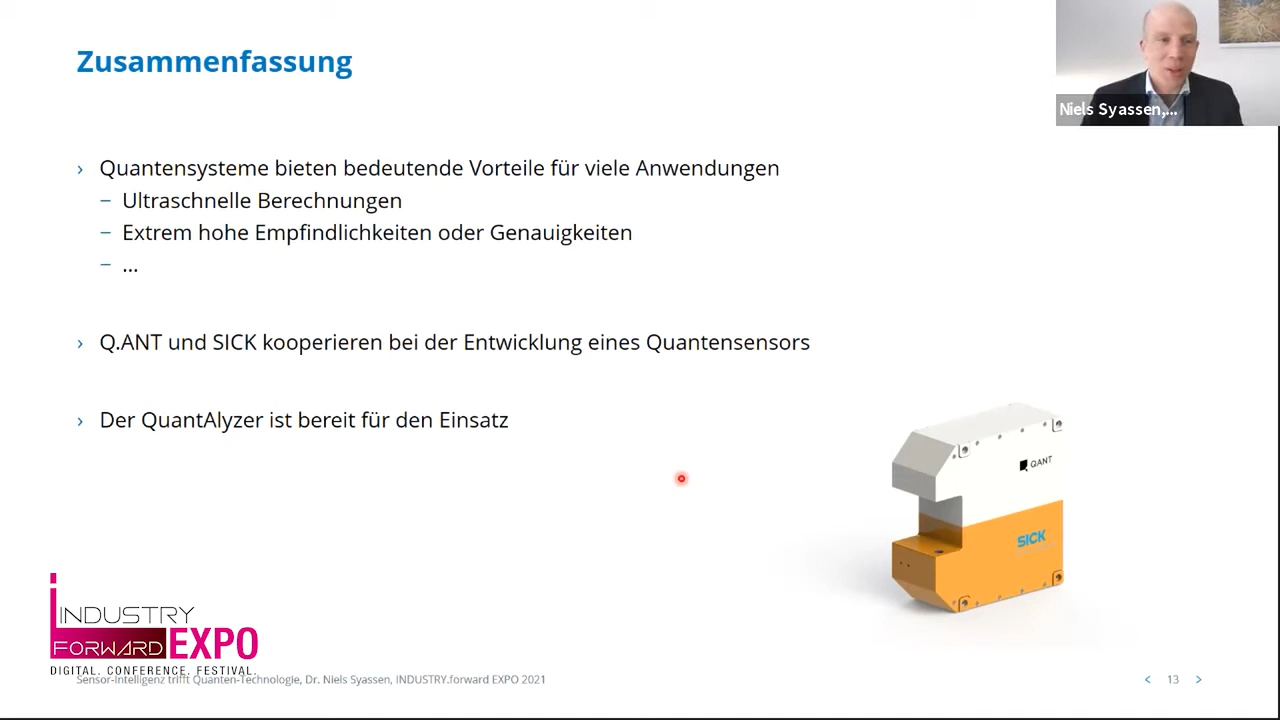 Zusammenfassung
Niels Syassen,...
› Quantensysteme bieten bedeutende Vorteile für viele Anwendungen
– Ultraschnelle Berechnungen
– Extrem hohe Empfindlichkeiten oder Genauigkeiten
– ...
› Q.ANT und SICK kooperieren bei der Entwicklung eines Quantensensors
› Der QuantAlyzer ist bereit für den Einsatz
QANT
SICK
INDUSTRY
FORWARD EXPO
DIGITAL. CONFERENCE. FESTIVAL.
Sensor-Intelligenz trifft Quanten-Technologie, Dr. Niels Syassen, INDUSTRY.forward EXPO 2021
< 13 >